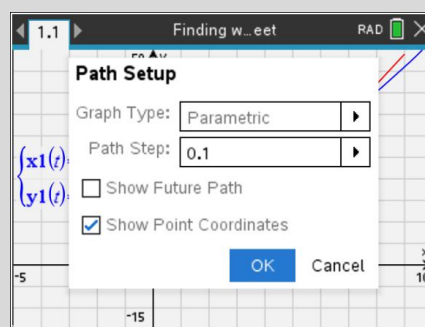 1.1 Finding w...eet RAD
Path Setup
Graph Type: Parametric
Path Step: 0.1
Show Future Path
Show Point Coordinates
OK Cancel
x1(t)=
y1(t)=
-5
-15